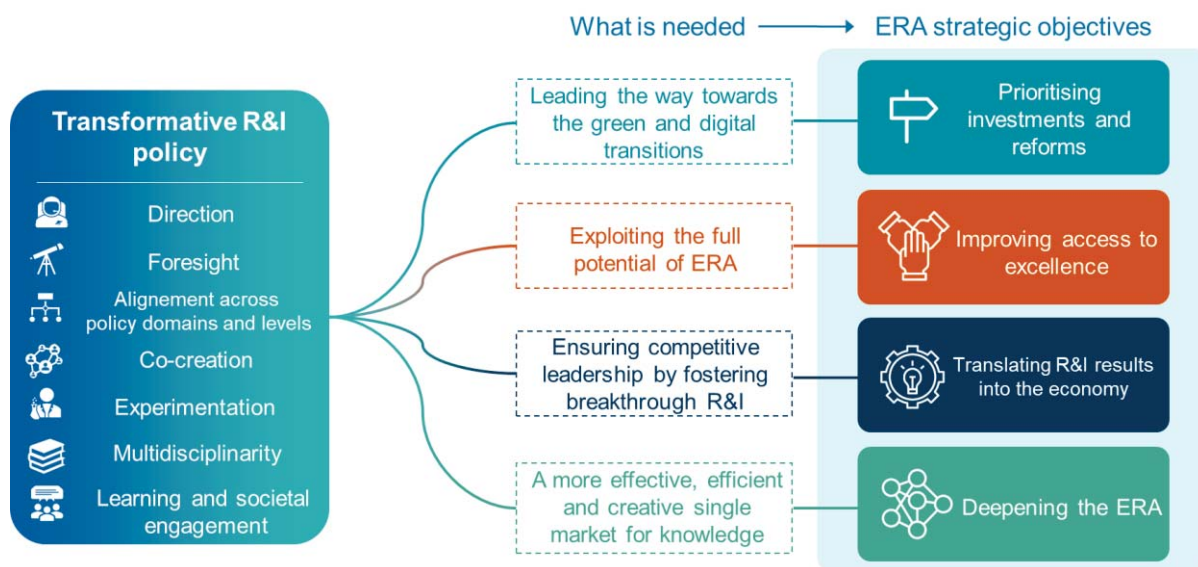 What is needed
ERA strategic objectives
Transformative R&I
policy
Direction
Foresight
Alignement across
policy domains and levels
Co-creation
Experimentation
Multidisciplinarity
Learning and societal
engagement
Leading the way towards
the green and digital
transitions
Prioritising
investments and
reforms
Exploiting the full
potential of ERA
Improving access to
excellence
Ensuring competitive
leadership by fostering
breakthrough R&I
Translating R&I results
into the economy
A more effective, efficient
and creative single
market for knowledge
Deepening the ERA